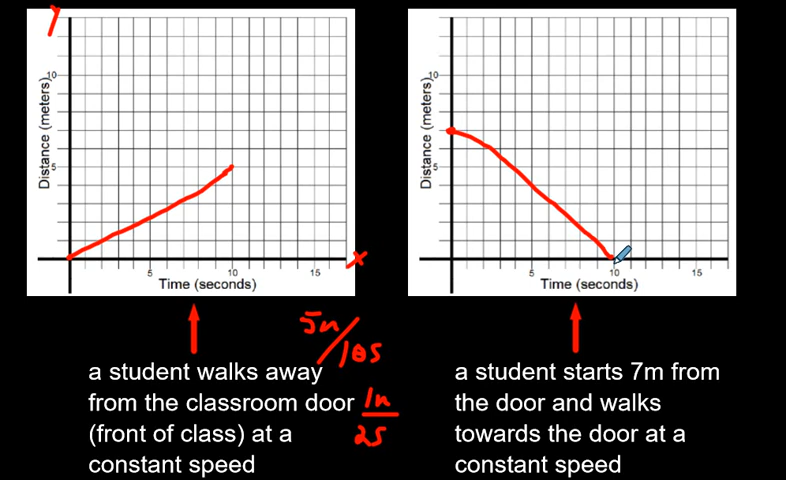 y
10
5
Distance (meters)
5 10 15
x
Time (seconds)
10
5
Distance (meters)
5 10 15
Time (seconds)
5m/10s
1m
2s
a student walks away
from the classroom door
(front of class) at a
constant speed
a student starts 7m from
the door and walks
towards the door at a
constant speed